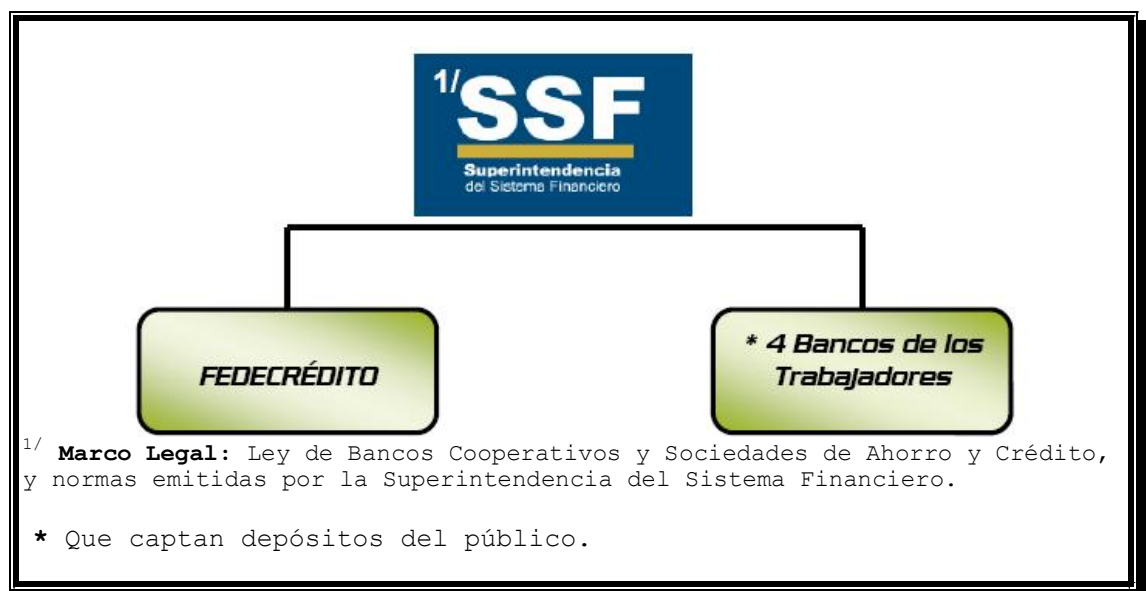 1/SSF
Superintendencia
del Sistema Financiero
FEDECRÉDITO
* 4 Bancos de los
Trabajadores
1/ Marco Legal: Ley de Bancos Cooperativos y Sociedades de Ahorro y Crédito,
y normas emitidas por la Superintendencia del Sistema Financiero.
* Que captan depósitos del público.